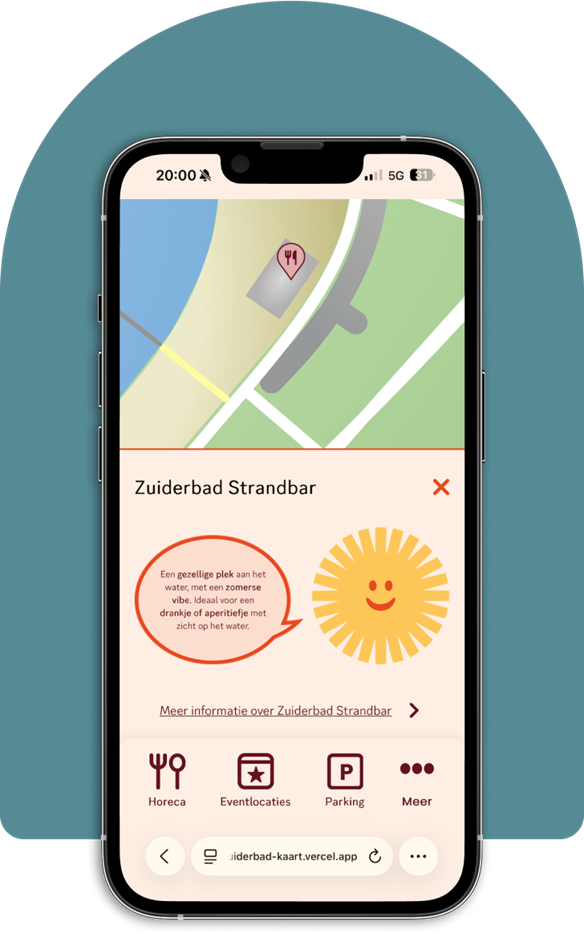 20:00
5G
31
Zuiderbad Strandbar
Een gezellige plek aan het
water, met een zomerse
vibe. Ideaal voor een
drankje of aperitiefje met
zicht op het water.
Meer informatie over Zuiderbad Strandbar
Horeca
Eventlocaties
P
Parking
Meer
uiderbad-kaart.vercel.app